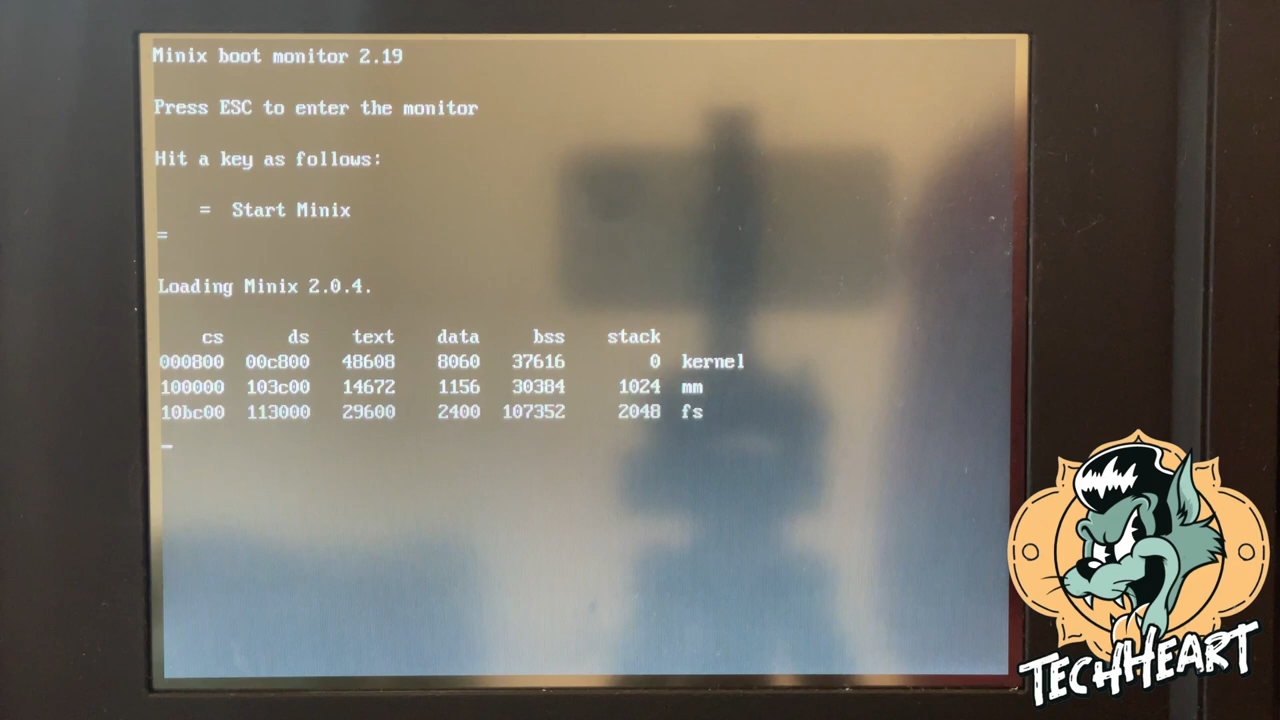 Minix boot monitor 2.19
Press ESC to enter the monitor
Hit a key as follows:
= Start Minix
=
Loading Minix 2.0.4.
cs ds text data bss stack
000800 00c800 48608 8060 37616 0 kernel
100000 103c00 14672 1156 30384 1024 mm
10bc00 113000 29600 2400 107352 2048 fs
_
TECHHEART